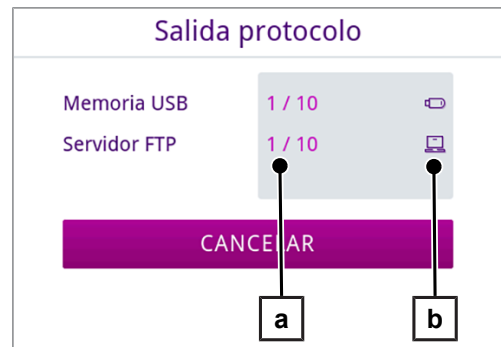 Salida protocolo
Memoria USB 1 / 10
Servidor FTP 1 / 10
CANCELAR
a b